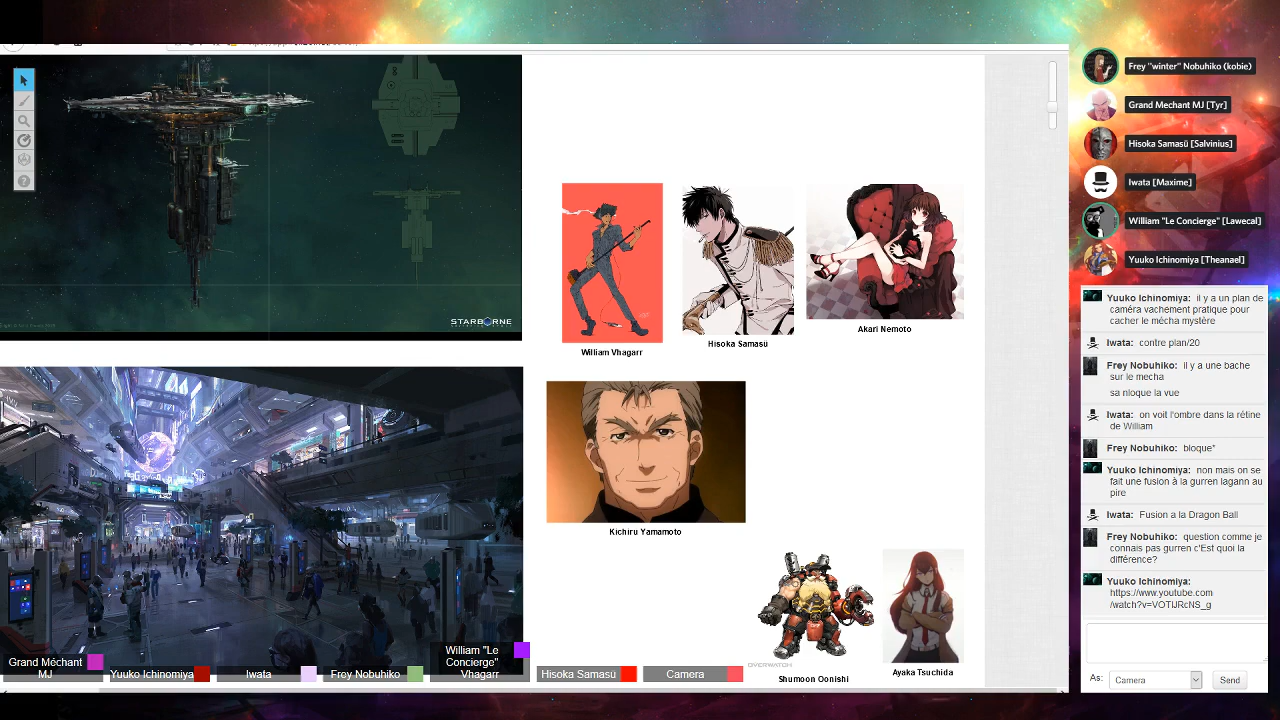 STARBORNE
William Vhagarr
Hisoka Samasū
Akari Nemoto
Kichiru Yamamoto
OVERWATCH
Shumoon Oonishi
Ayaka Tsuchida
Grand Méchant
MJ
Yuuko Ichinomiya
Iwata
Frey Nobuhiko
William "Le
Concierge"
Vhagarr
Hisoka Samasū
Camera
Frey "winter" Nobuhiko (kobie)
Grand Mechant MJ [Tyr]
Hisoka Samasū [Salvinius]
Iwata [Maxime]
William "Le Concierge" [Lawecal]
Yuuko Ichinomiya [Theanael]
Yuuko Ichinomiya: il y a un plan de
caméra vachement pratique pour
cacher le mécha mystère
Iwata: contre plan/20
Frey Nobuhiko: il y a une bache
sur le mecha
sa nloque la vue
Iwata: on voit l'ombre dans la rétine
de William
Frey Nobuhiko: bloque*
Yuuko Ichinomiya: non mais on se
fait une fusion à la gurren lagann au
pire
Iwata: Fusion a la Dragon Ball
Frey Nobuhiko: question comme je
connais pas gurren c'Est quoi la
différence?
Yuuko Ichinomiya:
https://www.youtube.com
/watch?v=VOTlJRcNS_g
As:
Camera
Send